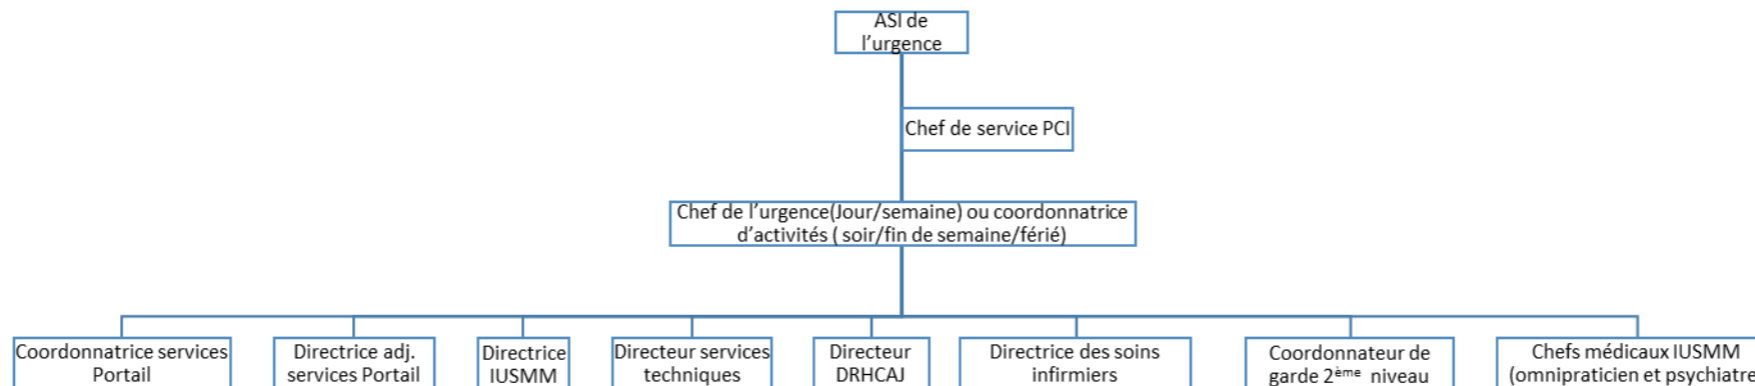 ASI de
l’urgence
Chef de service PCI
Chef de l’urgence(Jour/semaine) ou coordonnatrice
d’activités ( soir/fin de semaine/férié)
Coordonnatrice services
Portail
Directrice adj.
services Portail
Directrice
IUSMM
Directeur services
techniques
Directeur
DRHCAJ
Directrice des soins
infirmiers
Coordonnateur de
garde 2ème niveau
Chefs médicaux IUSMM
(omnipraticien et psychiatre